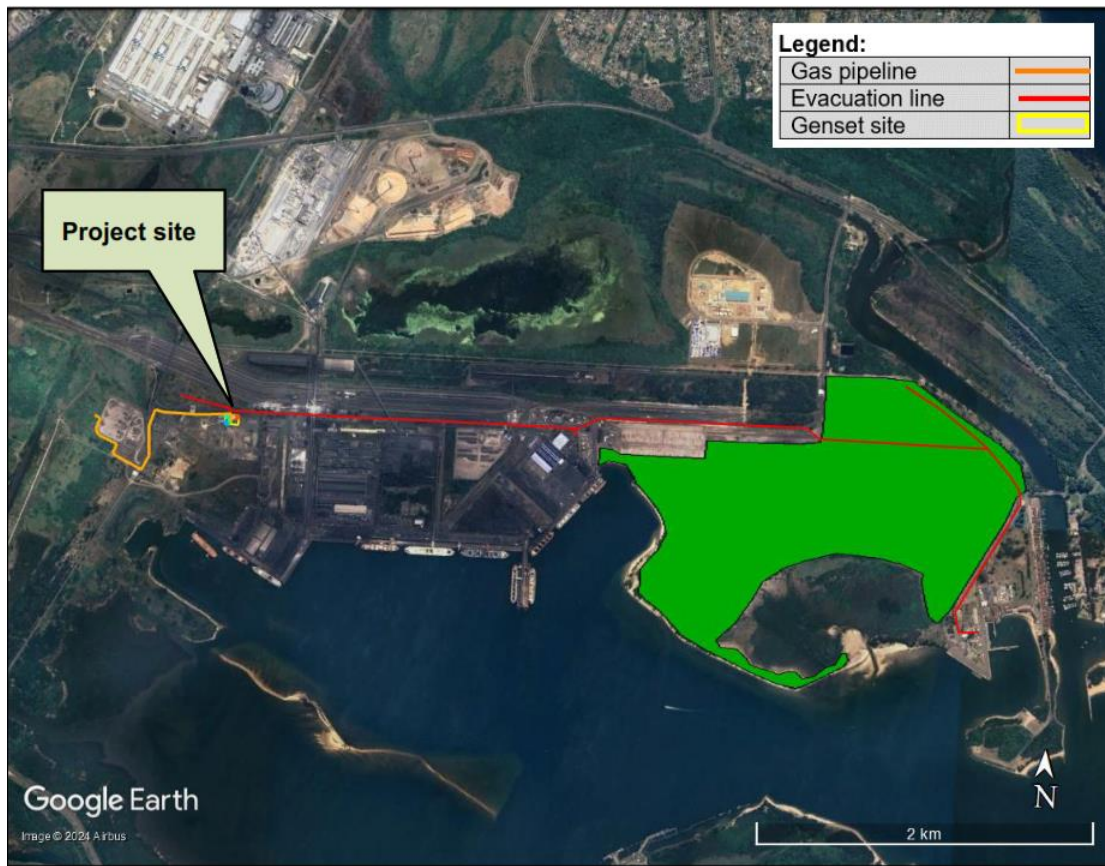 Legend:
Gas pipeline
Evacuation line
Genset site
Project site
Google Earth
Image © 2024 Airbus
N
2 km